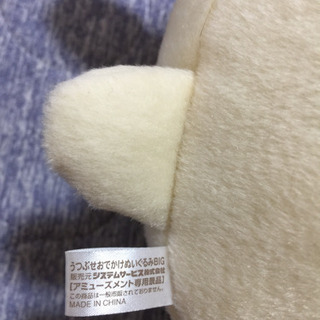 うつぶせおでかけぬいぐるみBIG
販売元 システムサービス株式会社
【アミューズメント専用景品】
この商品は一般市販されて おりません。
MADE IN CHINA